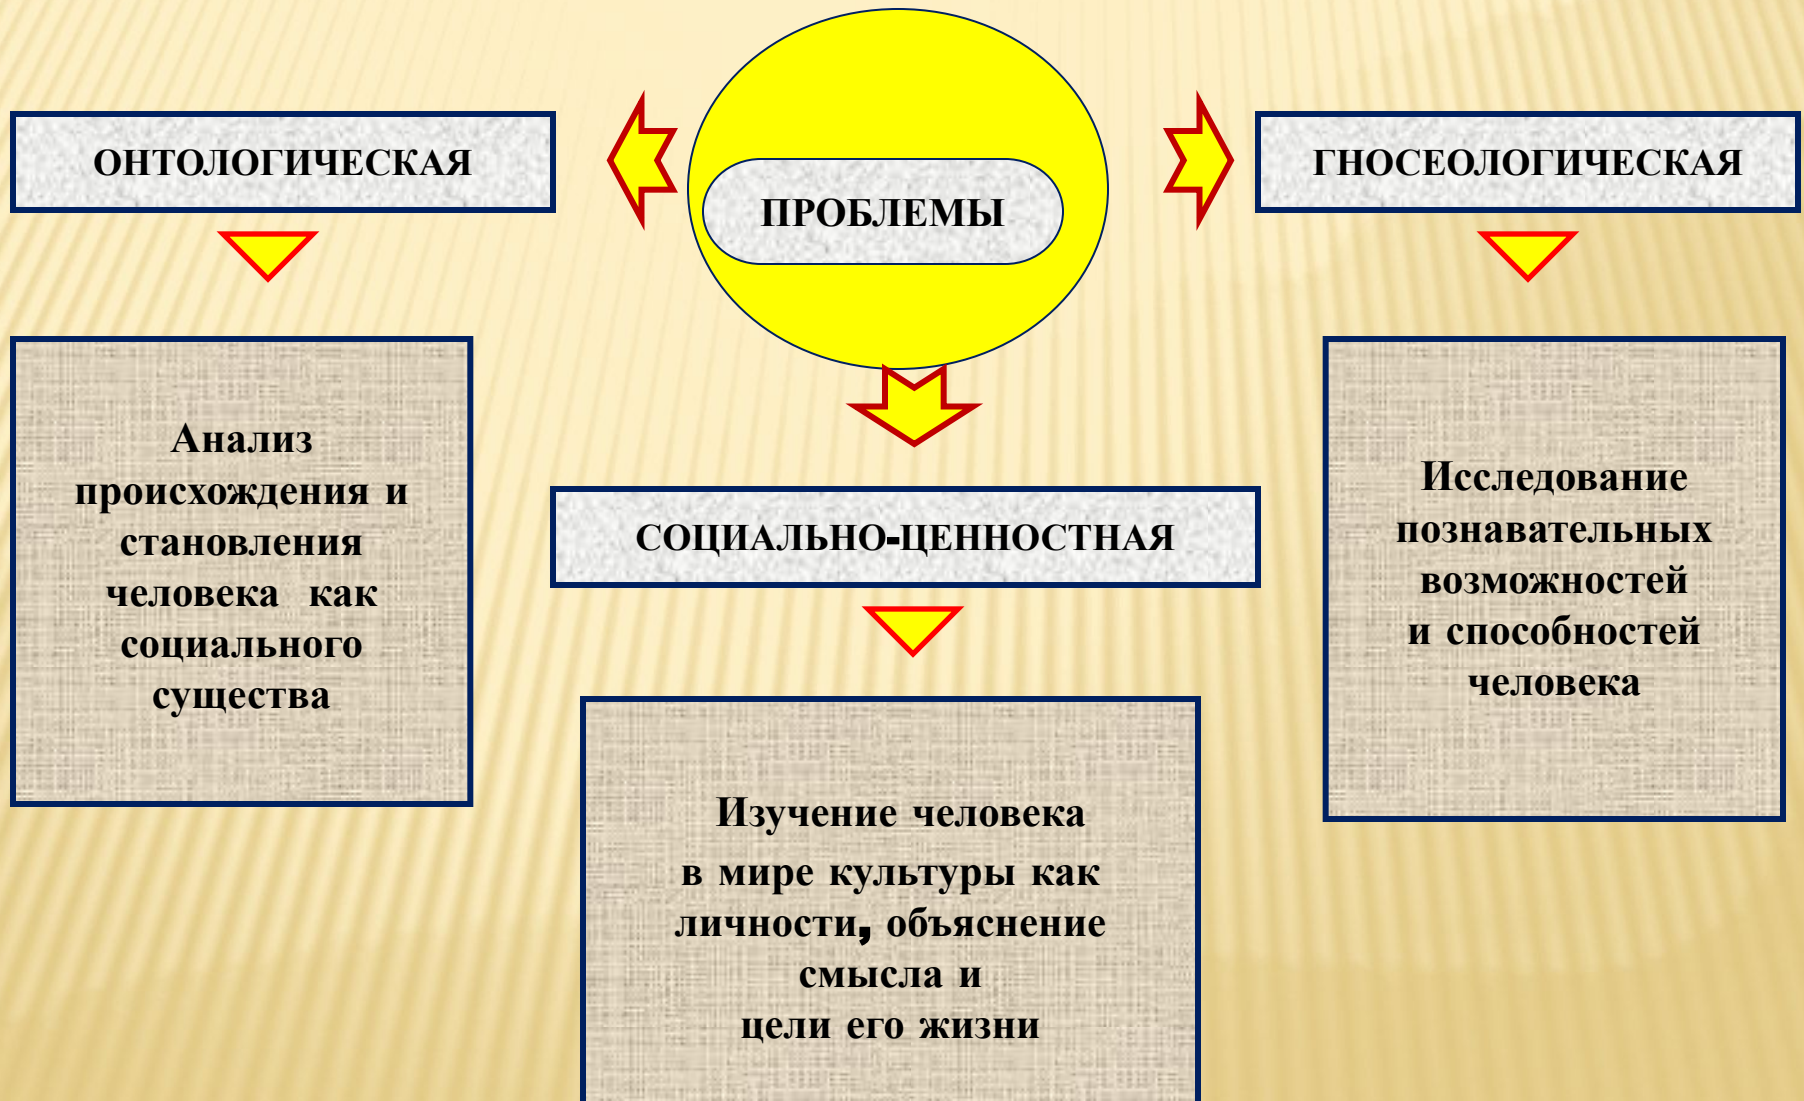 ПРОБЛЕМЫ
ОНТОЛОГИЧЕСКАЯ
Анализ
происхождения и
становления
человека как
социального
существа
СОЦИАЛЬНО-ЦЕННОСТНАЯ
Изучение человека
в мире культуры как
личности, объяснение
смысла и
цели его жизни
ГНОСЕОЛОГИЧЕСКАЯ
Исследование
познавательных
возможностей
и способностей
человека